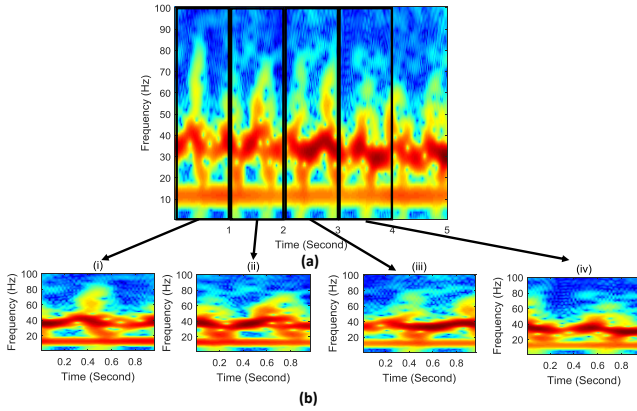 100
90
80
70
60
50
40
30
20
10
Frequency (Hz)
1 2 3 4 5
Time (Second)
(a)
(i) (ii) (iii) (iv)
100 100 100 100
80 80 80 80
60 60 60 60
40 40 40 40
20 20 20 20
Frequency (Hz) Frequency (Hz) Frequency (Hz) Frequency (Hz)
0.2 0.4 0.6 0.8 0.2 0.4 0.6 0.8 0.2 0.4 0.6 0.8 0.2 0.4 0.6 0.8
Time (Second) Time (Second) Time (Second) Time (Second)
(b)